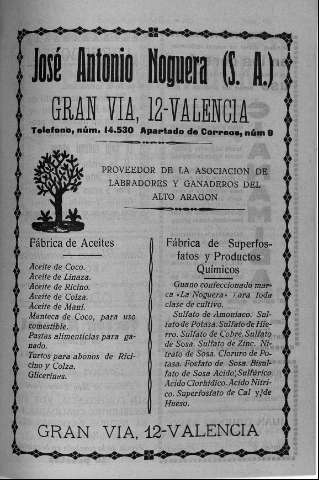 José Antonio Noguera (S. A.)
GRAN VIA, 12-VALENCIA
Telefono, núm. 14.530 Apartado de Correos, núm 9
PROVEEDOR DE LA ASOCIACION DE
LABRADORES Y GANADEROS DEL
ALTO ARAGON
Fábrica de Aceites
Aceite de Coco.
Aceite de Linaza.
Aceite de Ricino.
Aceite de Colza.
Aceite de Maní.
Manteca de Coco, para uso
comestible.
Pastas alimenticias para ga-
nado.
Turtos para abonos de Rici-
cino y Colza.
Glicerinas.
Fábrica de Superfos-
fatos y Productos
Químicos
Guano confeccionado mar-
ca «La Noguera» para toda
clase de cultivo.
Sulfato de Amoniaco. Sul-
fato de Potasa. Sulfato de Hie-
rro. Sulfato de Cobre. Sulfato
de Sosa. Sulfato de Zinc. Ni-
trato de Sosa. Cloruro de Po-
tasa. Fosfato de Sosa. Bisul-
fato de Sosa Acido. Sulfúrico.
Acido Clorhídico. Acido Nitri-
co. Superfosfato de Cal y de
Hueso.
GRAN VIA, 12-VALENCIA